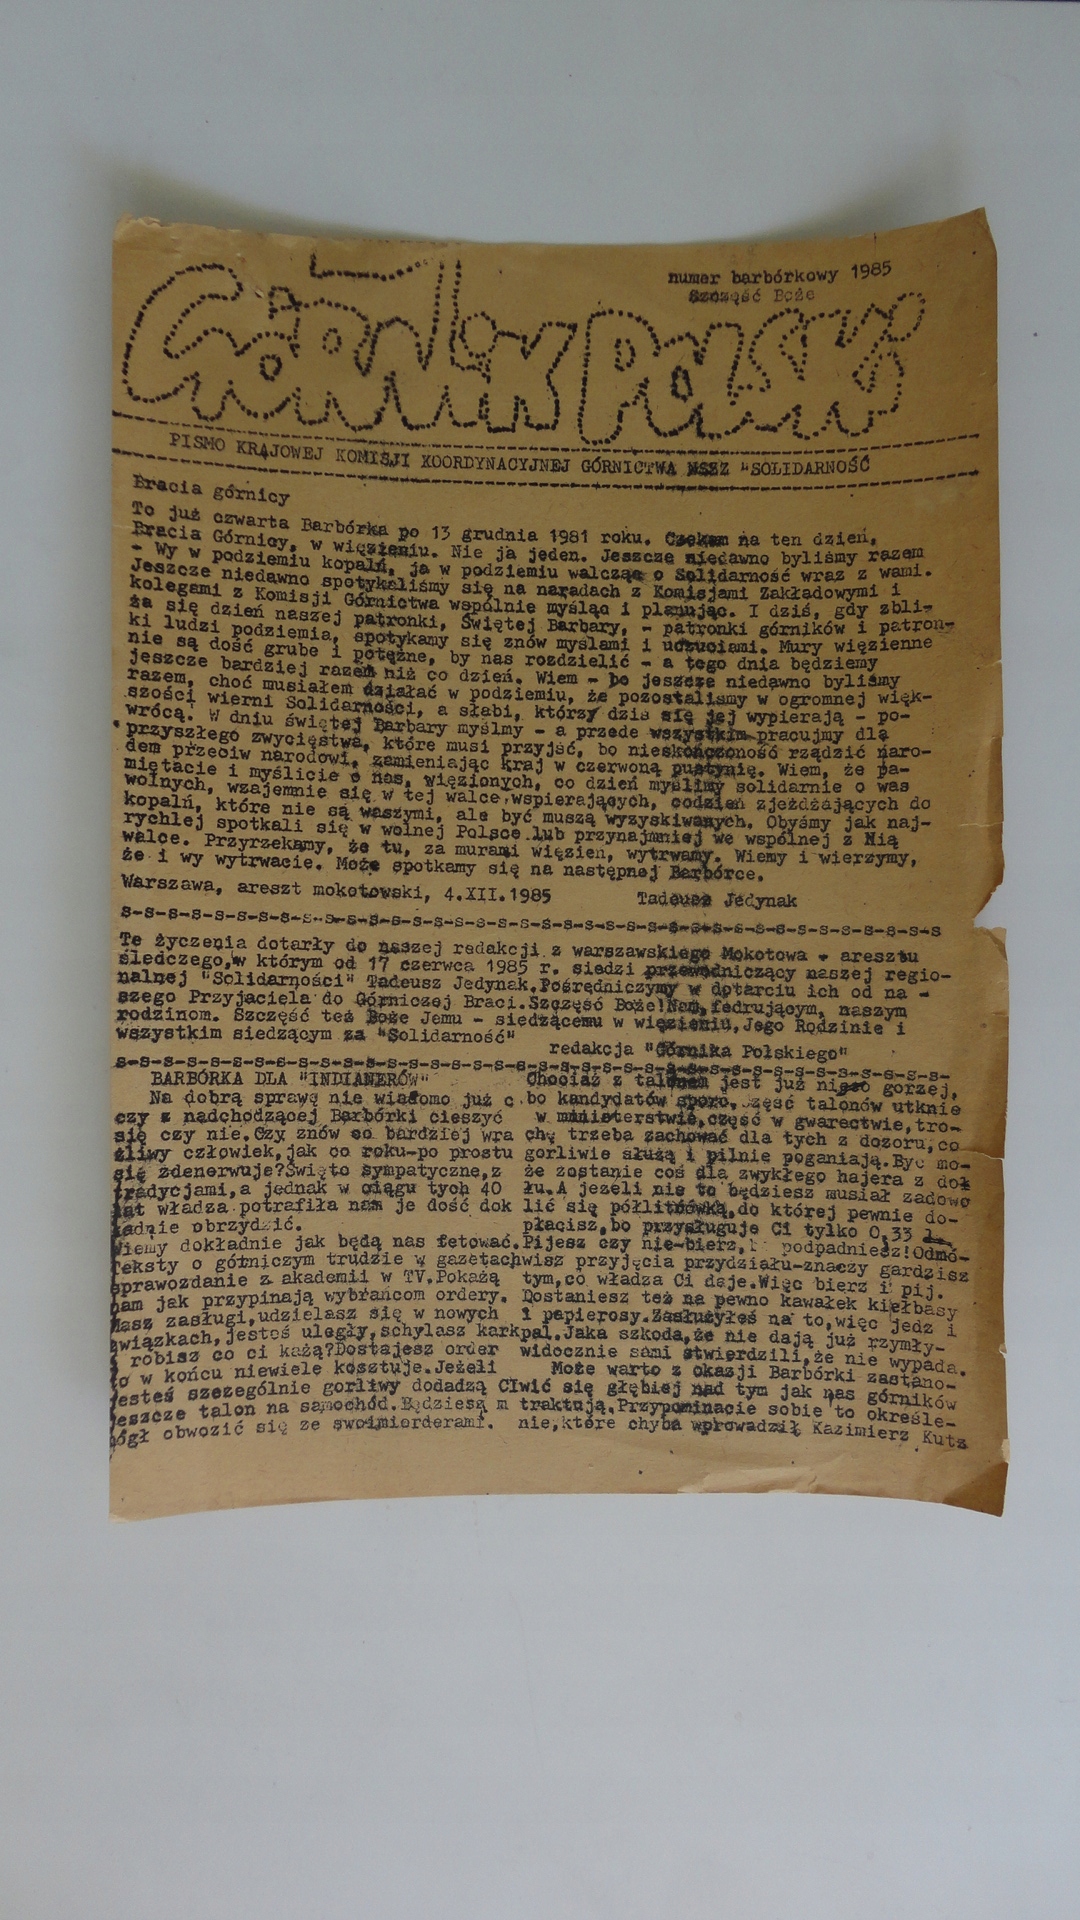 numer barbórkowy 1985
Szczęść Boże
Górnik Polski
PISMO KRAJOWEJ KOMISJI KOORDYNACYJNEJ GÓRNICTWA NSZZ "SOLIDARNOŚĆ
Bracia górnicy
To już czwarta Barbórka po 13 grudnia 1981 roku. Czekam na ten dzień,
Bracia Górnicy, w więzieniu. Nie ja jeden. Jeszcze niedawno byliśmy razem
- Wy w podziemiu kopalń, ja w podziemiu walcząc o Solidarność wraz z wami.
Jeszcze niedawno spotykaliśmy się na naradach z Komisjami Zakładowymi i
kolegami z Komisji Górnictwa wspólnie myśląc i planując. I dziś, gdy zbli-
ża się dzień naszej patronki, Świętej Barbary, - patronki górników i patron-
ki ludzi podziemia, spotykamy się znów myślami i uczuciami. Mury więzienne
nie są dość grube i potężne, by nas rozdzielić - a tego dnia będziemy
jeszcze bardziej razem niż co dzień. Wiem - bo jeszcze niedawno byliśmy
razem, choć musiałem działać w podziemiu, że pozostaliśmy w ogromnej więk-
szości wierni Solidarności, a słabi, którzy dziś się jej wypierają - po-
wrócą. W dniu świętej Barbary myślmy - a przede wszystkim pracujmy dla
przyszłego zwycięstwa, które musi przyjść, bo nieskończoność rządzić naro-
dem przeciw narodowi, zamieniając kraj w czerwoną pustynię. Wiem, że pa-
miętacie i myślicie o nas, więzionych, co dzień myślimy solidarnie o was
wolnych, wzajemnie się w tej walce,wspierających, codzień zjeżdżających do
kopalń, które nie są waszymi, ale być muszą wyzyskiwanych. Obyśmy jak naj-
rychlej spotkali się w wolnej Polsce lub przynajmniej we wspólnej z Nią
walce. Przyrzekamy, że tu, za murami więzien, wytrwamy. Wiemy i wierzymy,
że i wy wytrwacie. Może spotkamy się na następnej Barbórce.
Warszawa, areszt mokotowski, 4.XII.1985 Tadeusz Jedynak
s-s-s-s-s-s-s-s-s-s-s-s-s-s-s-s-s-s-s-s-s-s-s-s-s-s-s-s-s-s-s-s-s-s-s-s
Te życzenia dotarły do naszej redakcji z warszawskiego Mokotowa - aresztu
śledczego,w którym od 17 czerwca 1985 r. siedzi przewodniczący naszej regio-
nalnej "Solidarności" Tadeusz Jedynak.Pośredniczymy w dotarciu ich od na -
szego Przyjaciela do Górniczej Braci.Szczęść Boże!Nam,fedrującym, naszym
rodzinom. Szczęść też Boże Jemu - siedzącemu w więzieniu,Jego Rodzinie i
wszystkim siedzącym za "Solidarność"
redakcja "Górnika Polskiego"
s-s-s-s-s-s-s-s-s-s-s-s-s-s-s-s-s-s-s-s-s-s-s-s-s-s-s-s-s-s-s-s-s-s-s-s
BARBÓRKA DLA "INDIANERÓW"
Na dobrą sprawę nie wiadomo już c
czy z nadchodzącej Barbórki cieszyć
się czy nie.Czy znów co bardziej wra
żliwy człowiek,jak co roku-po prostu
się zdenerwuje?Święto sympatyczne,z
tradycjami,a jednak w ciągu tych 40
lat władza potrafiła nam je dość dok
ładnie obrzydzić.
Wiemy dokładnie jak będą nas fetować.
Teksty o górniczym trudzie w gazetach
sprawozdanie z akademii w TV.Pokażą
nam jak przypinają wybrańcom ordery.
Masz zasługi,udzielasz się w nowych
związkach,jesteś uległy,schylasz kark
i robisz co ci każą?Dostajesz order
to w końcu niewiele kosztuje.Jeżeli
jesteś szczególnie gorliwy dodadzą CI
jeszcze talon na samochód.Będziesą m
ógł obwozić się ze swoimiorderami.
Chociaż z talonem jest już nieco gorzej,
bo kandydatów sporo, część talonów utknie
w ministerstwie,część w gwarectwie,tro-
chę trzeba zachować dla tych z dozoru,co
gorliwie służą i pilnie poganiają.Byc mo-
że zostanie coś dla zwykłego hajera z doł
łu.A jezeli nie to będziesz musiał zadowo
lić się półlitrówką,do której pewnie do-
płacisz,bo przysługuje Ci tylko 0,33 l.
Pijesz czy nie-bierz, podpadniesz!Odmó-
wisz przyjęcia przydziału-znaczy gardzisz
tym,co władza Ci daje.Więc bierz i pij.
Dostaniesz też na pewno kawałek kiełbasy
i papierosy.Zasłużyłeś na to,więc jedz i
pal.Jaka szkoda,że nie dają już rzymły-
widocznie sami stwierdzili,że nie wypada.
Może warto z okazji Barbórki zastano-
wić się głębiej nad tym jak nas górników
traktują.Przypominacie sobie to określe-
nie,które chyba wprowadził Kazimierz Kutz